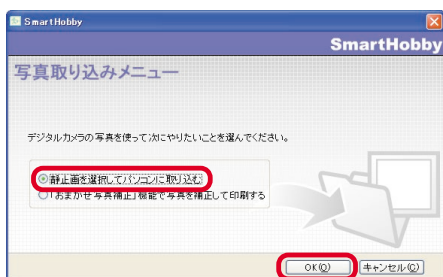 SmartHobby
SmartHobby
写真取り込みメニュー
デジタルカメラの写真を使って次にやりたいことを選んでください。
静止画を選択してパソコンに取り込む
「おまかせ写真補正」機能で写真を補正して印刷する
OK(O)
キャンセル(C)